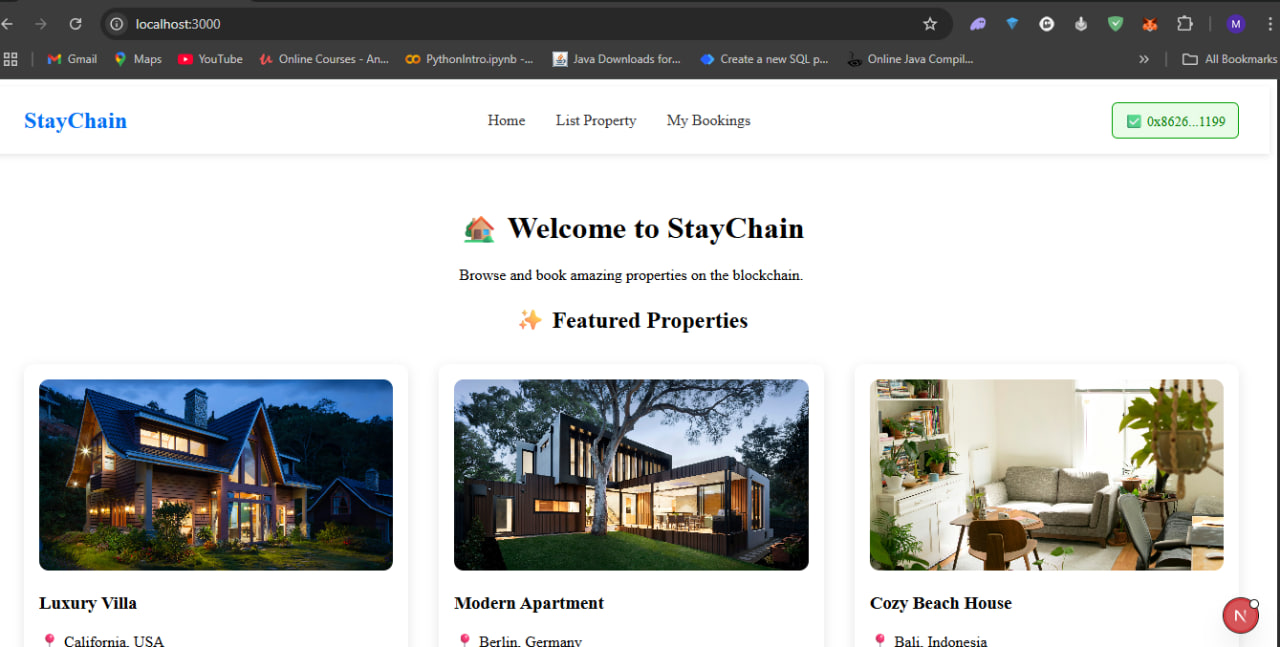 localhost:3000
M
Gmail
Maps
YouTube
Online Courses - An...
PythonIntro.ipynb -...
Java Downloads for...
Create a new SQL p...
Online Java Compil...
»
All Bookmarks
StayChain
Home
List Property
My Bookings
✅ 0x8626...1199
🏠 Welcome to StayChain
Browse and book amazing properties on the blockchain.
✨ Featured Properties
Luxury Villa
📍 California, USA
Modern Apartment
📍 Berlin, Germany
Cozy Beach House
📍 Bali, Indonesia
N